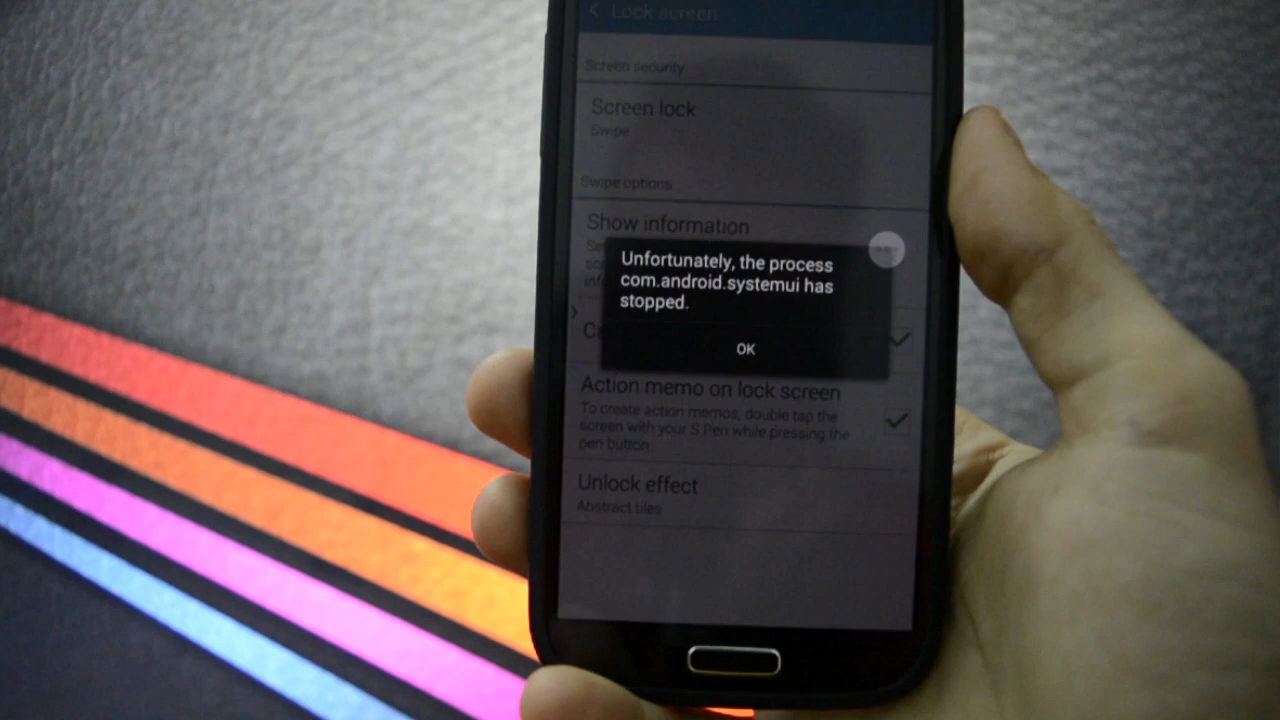 Lock screen
Screen security
Screen lock
Swipe
Swipe options
Show information
Unfortunately, the process
com.android.systemui has
stopped.
OK
Action memo on lock screen
To create action memos, double tap the
screen with your S Pen while pressing the
pen button
Unlock effect
Abstract tiles